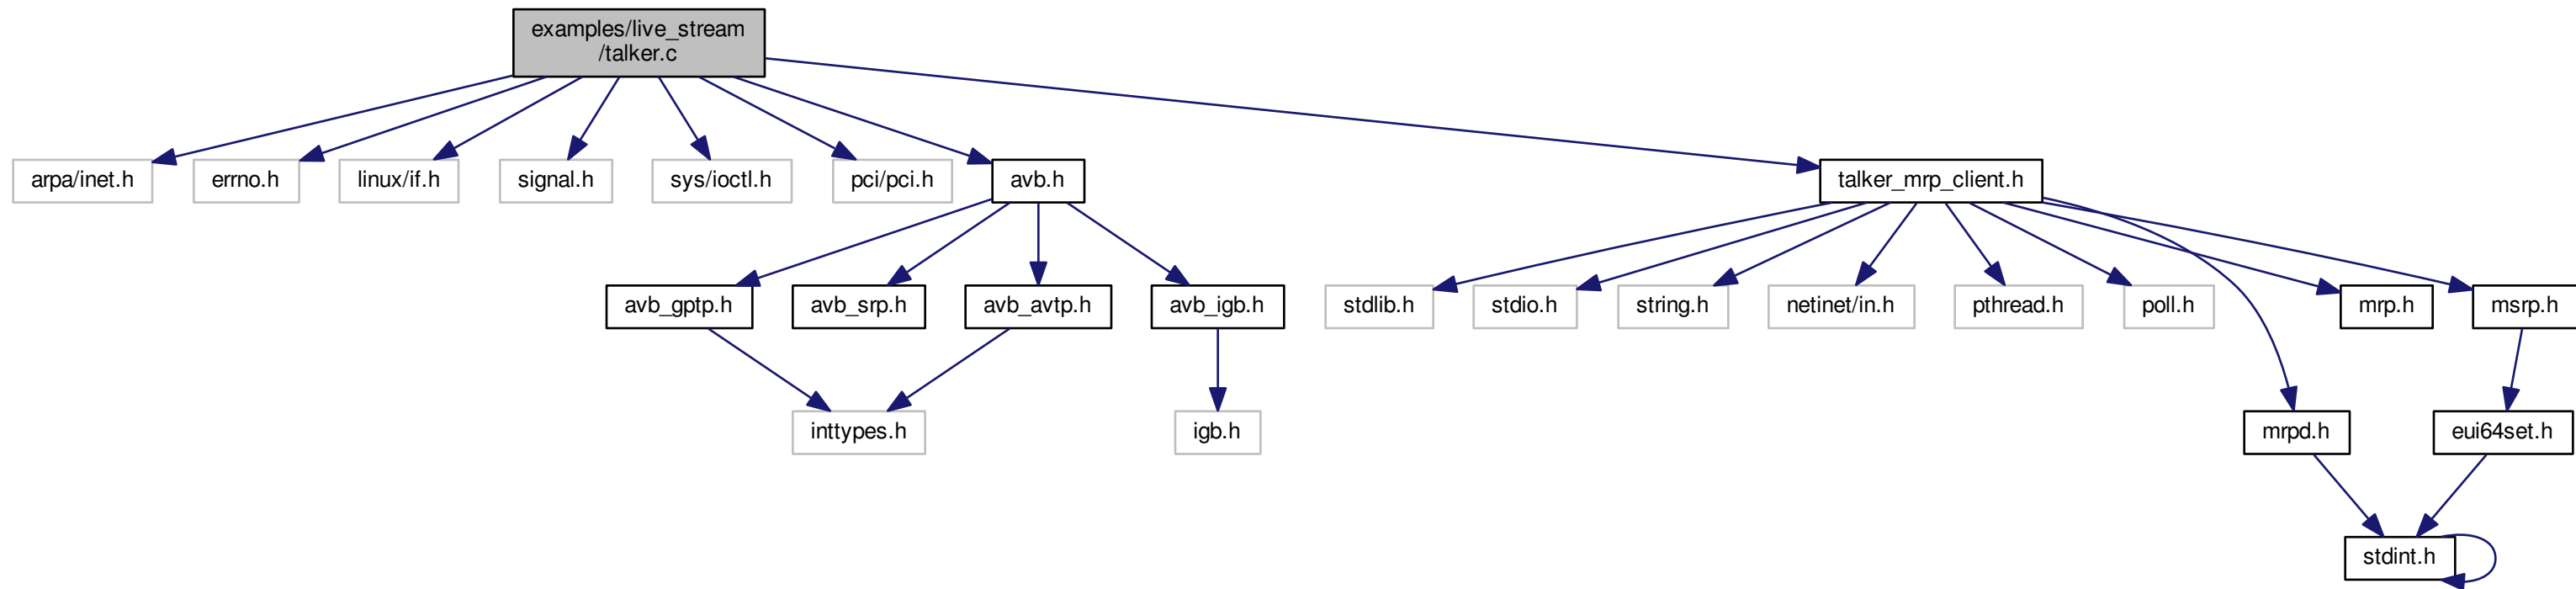 examples/live_stream
/talker.c
arpa/inet.h
errno.h
linux/if.h
signal.h
sys/ioctl.h
pci/pci.h
avb.h
talker_mrp_client.h
avb_gptp.h
avb_srp.h
avb_avtp.h
avb_igb.h
stdlib.h
stdio.h
string.h
netinet/in.h
pthread.h
poll.h
mrp.h
msrp.h
inttypes.h
igb.h
mrpd.h
eui64set.h
stdint.h